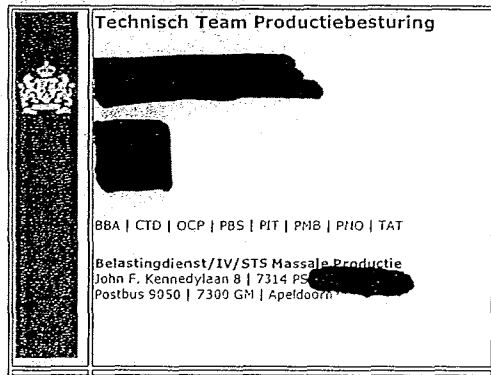 Technisch Team Productiebesturing
BBA | CTD | OCP | PBS | PIT | PMB | PNO | TAT
Belastingdienst/IV/STS Massale Productie
John F. Kennedylaan 8 | 7314 PS
Postbus 9050 | 7300 GM | Apeldoorn